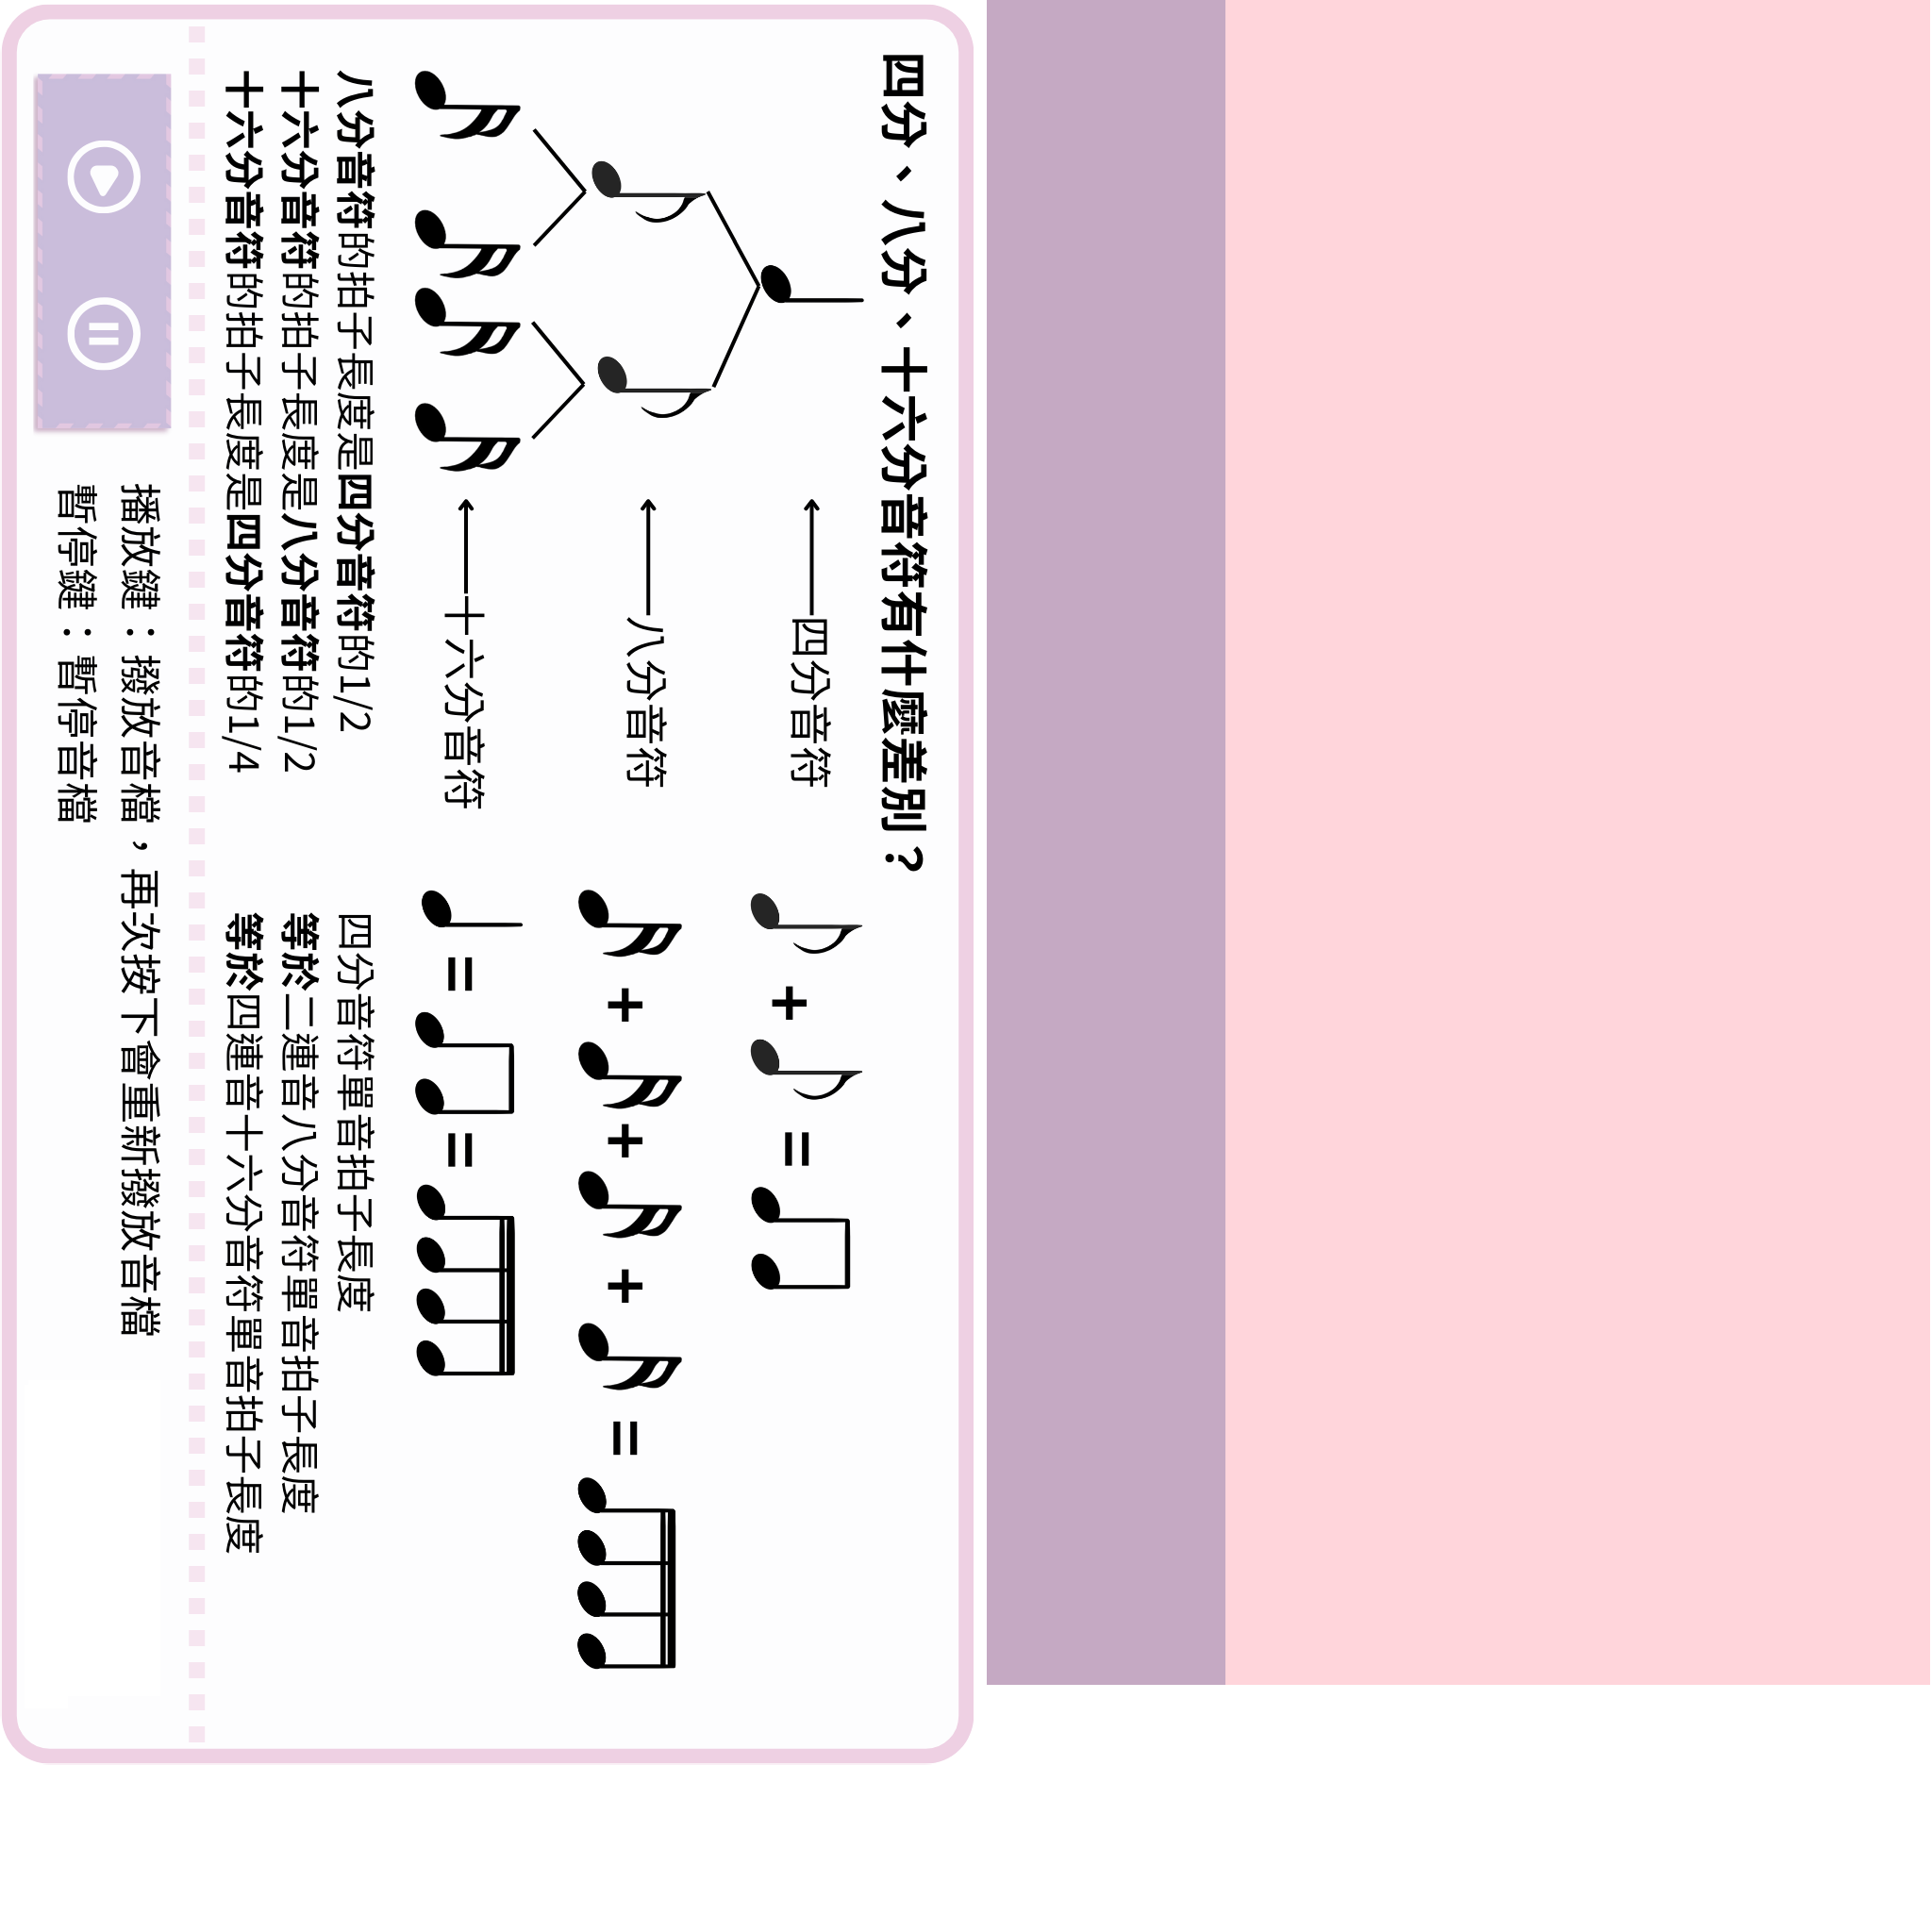 四分、八分、十六分音符有什麼差別？
四分音符
八分音符
十六分音符
+ =
+ + + =
= =
八分音符的拍子長度是四分音符的1/2
十六分音符的拍子長度是八分音符的1/2
十六分音符的拍子長度是四分音符的1/4
四分音符單音拍子長度
等於二連音八分音符單音拍子長度
等於四連音十六分音符單音拍子長度
播放鍵：撥放音檔，再次按下會重新撥放音檔
暫停鍵：暫停音檔